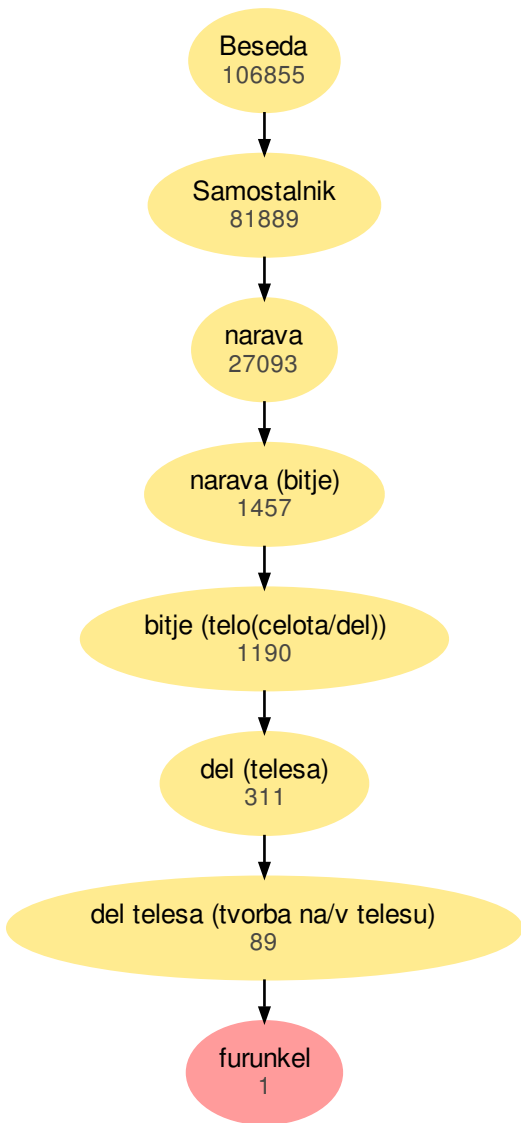 Beseda
106855
Samostalnik
81889
narava
27093
narava (bitje)
1457
bitje (telo(celota/del))
1190
del (telesa)
311
del telesa (tvorba na/v telesu)
89
furunkel
1